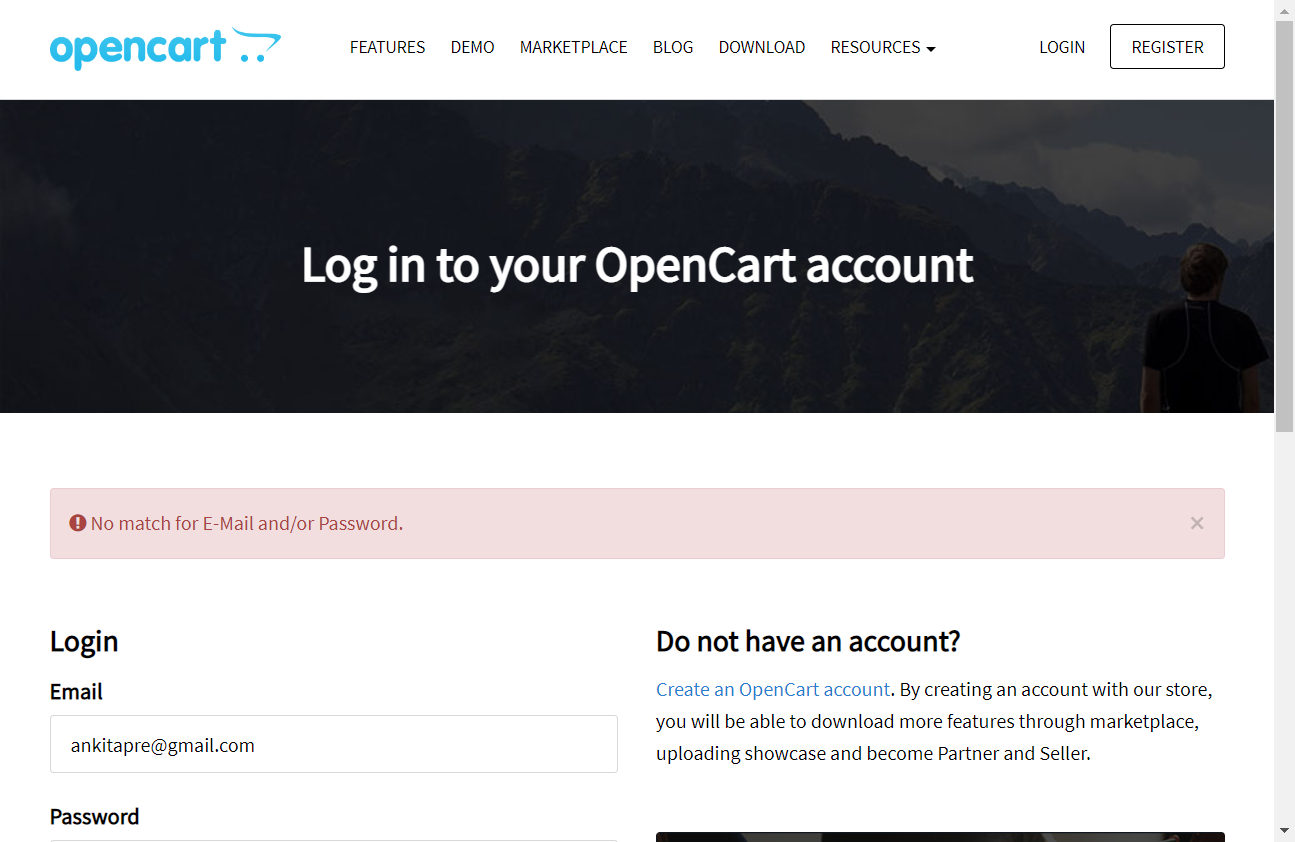 opencart
FEATURES DEMO MARKETPLACE BLOG DOWNLOAD RESOURCES LOGIN REGISTER
Log in to your OpenCart account
No match for E-Mail and/or Password. ×
Login
Email
ankitapre@gmail.com
Password
Do not have an account?
Create an OpenCart account. By creating an account with our store,
you will be able to download more features through marketplace,
uploading showcase and become Partner and Seller.